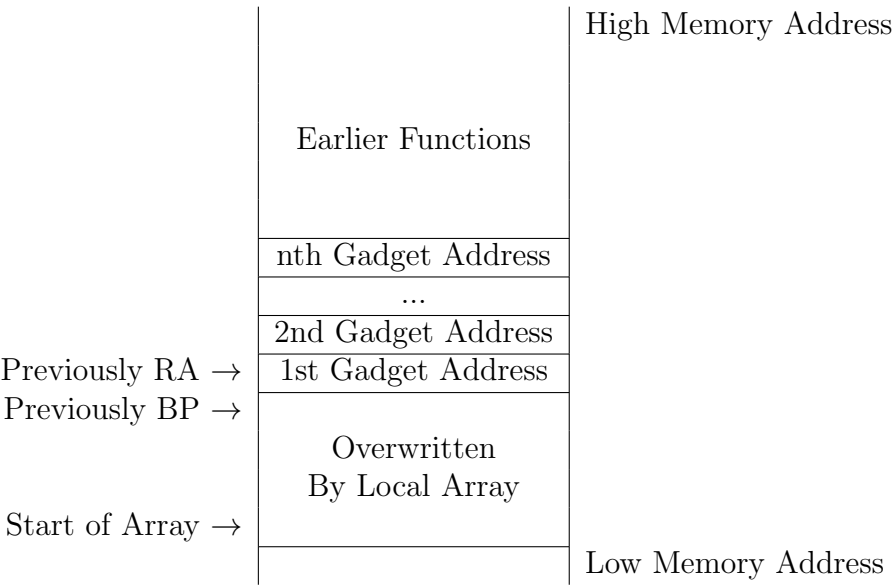 High Memory Address
Earlier Functions
nth Gadget Address
...
2nd Gadget Address
Previously RA → 1st Gadget Address
Previously BP →
Overwritten
By Local Array
Start of Array →
Low Memory Address